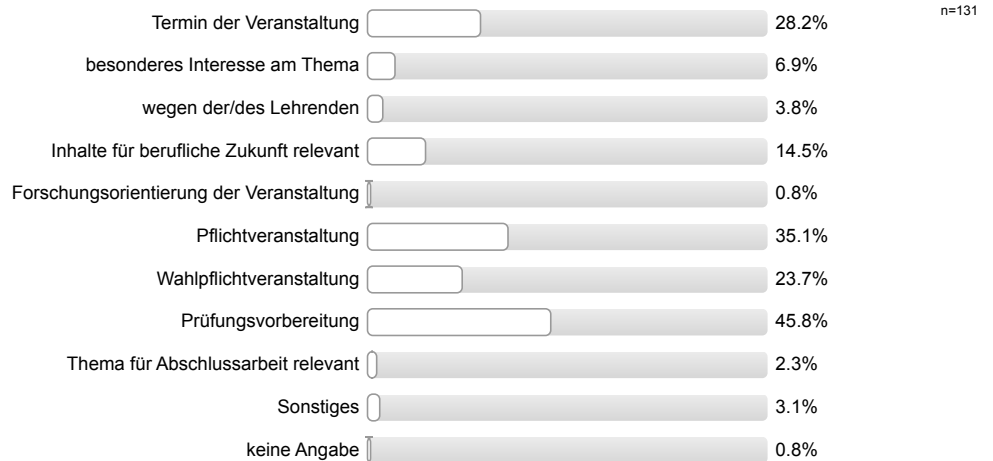 n=131
Termin der Veranstaltung 28.2%
besonderes Interesse am Thema 6.9%
wegen der/des Lehrenden 3.8%
Inhalte für berufliche Zukunft relevant 14.5%
Forschungsorientierung der Veranstaltung 0.8%
Pflichtveranstaltung 35.1%
Wahlpflichtveranstaltung 23.7%
Prüfungsvorbereitung 45.8%
Thema für Abschlussarbeit relevant 2.3%
Sonstiges 3.1%
keine Angabe 0.8%